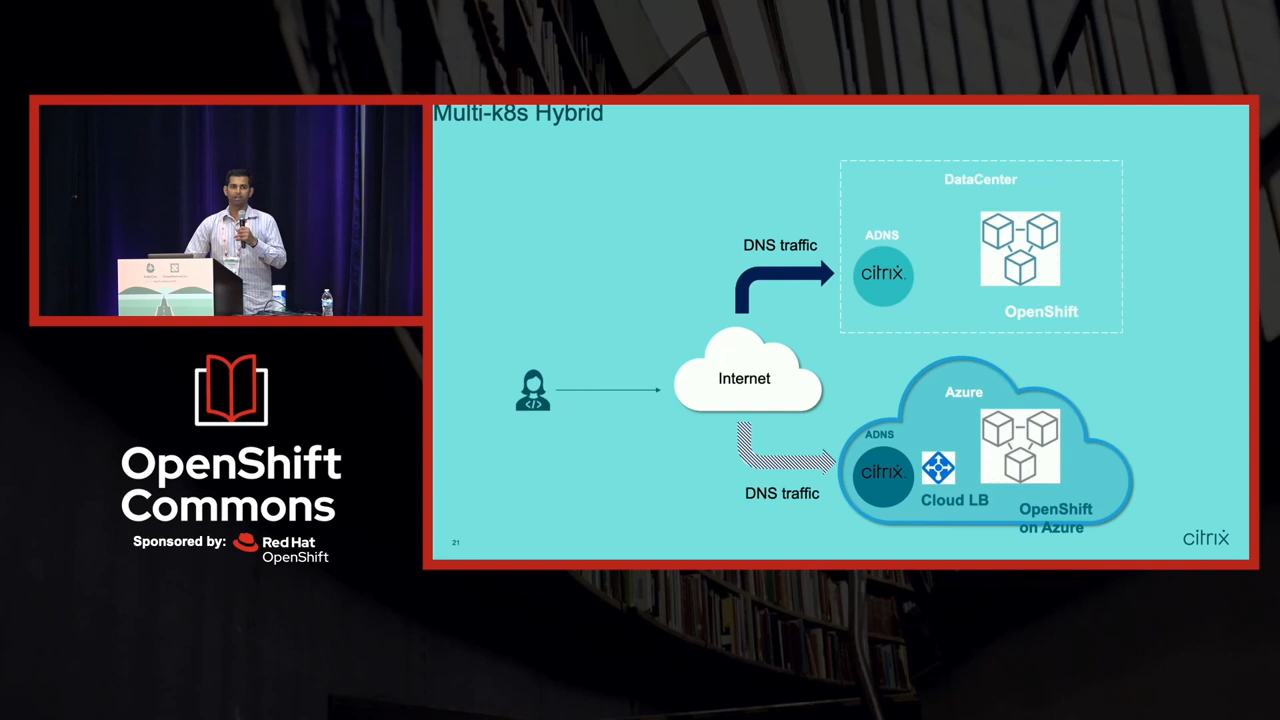 Multi-k8s Hybrid
DataCenter
DNS traffic
ADNS
citrix
OpenShift
Internet
Azure
ADNS
citrix
DNS traffic
Cloud LB
OpenShift
on Azure
21
citrix
OpenShift
Commons
Sponsored by:
Red Hat
OpenShift